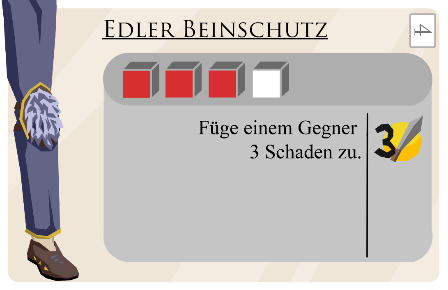 EDLER BEINSCHUTZ
4
Füge einem Gegner
3 Schaden zu.
3